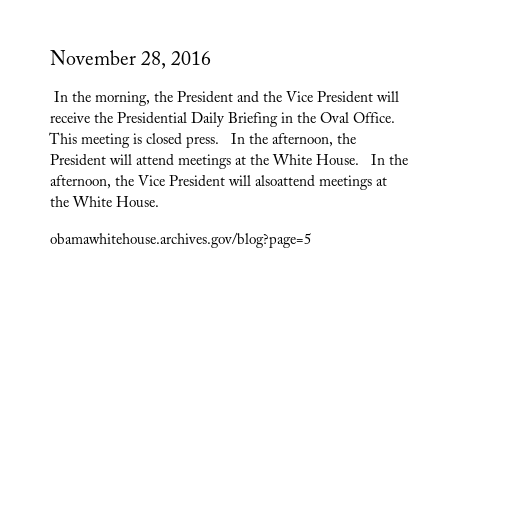 November 28, 2016
In the morning, the President and the Vice President will
receive the Presidential Daily Briefing in the Oval Office.
This meeting is closed press.   In the afternoon, the
President will attend meetings at the White House.   In the
afternoon, the Vice President will alsoattend meetings at
the White House.
obamawhitehouse.archives.gov/blog?page=5